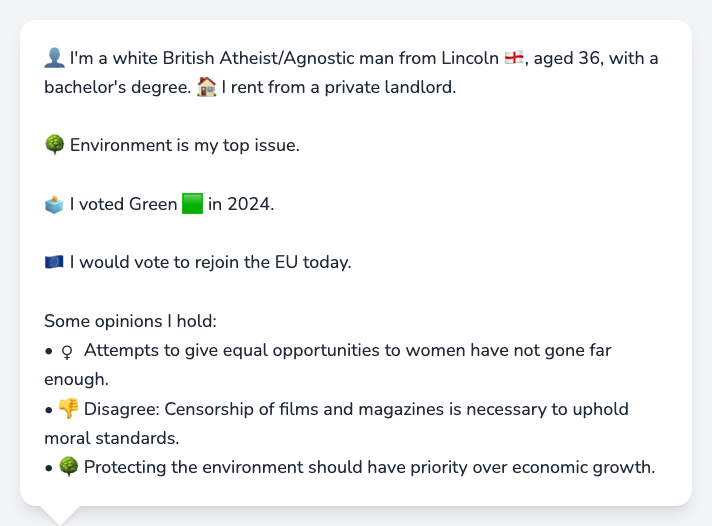 👤 I'm a white British Atheist/Agnostic man from Lincoln 🏴󠁧󠁢󠁥󠁮󠁧󠁿, aged 36, with a
bachelor's degree. 🏠 I rent from a private landlord.
🌳 Environment is my top issue.
🗳️ I voted Green 🟩 in 2024.
🇪🇺 I would vote to rejoin the EU today.
Some opinions I hold:
• ♀ Attempts to give equal opportunities to women have not gone far
enough.
• 👎 Disagree: Censorship of films and magazines is necessary to uphold
moral standards.
• 🌳 Protecting the environment should have priority over economic growth.